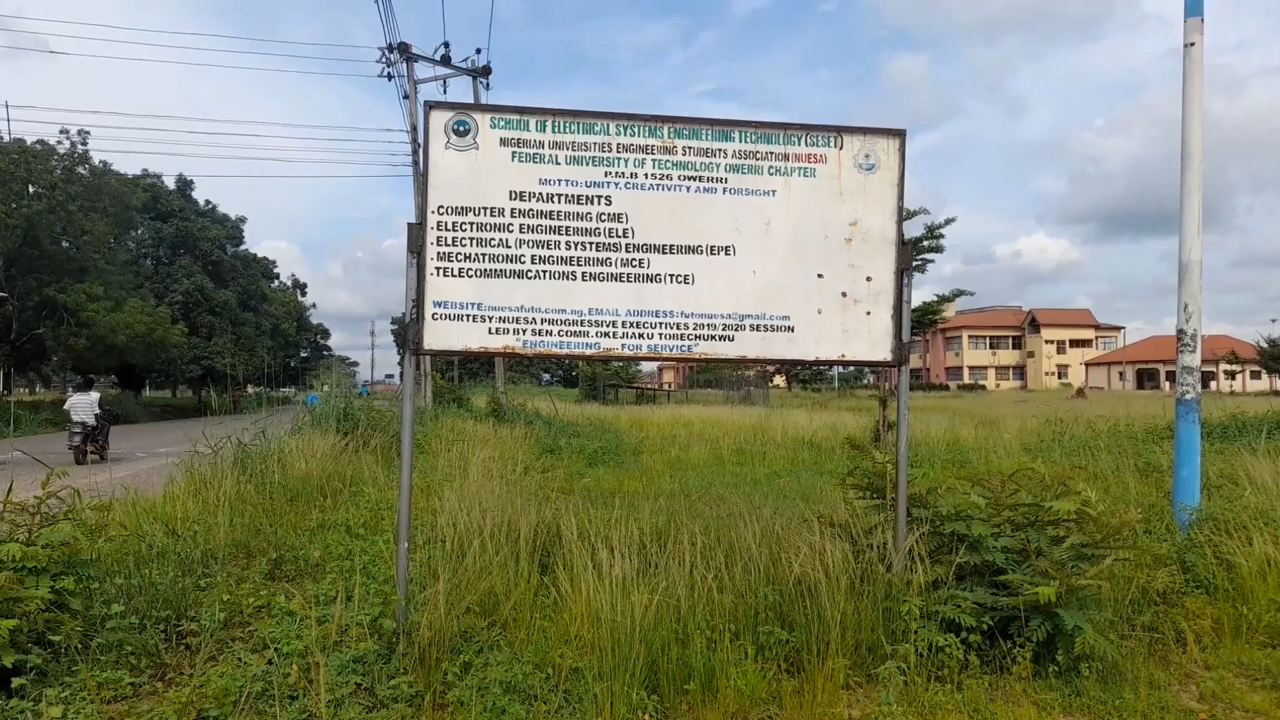 SCHOOL OF ELECTRICAL SYSTEMS ENGINEERING TECHNOLOGY (SESET)
NIGERIAN UNIVERSITIES ENGINEERING STUDENTS ASSOCIATION (NUESA)
FEDERAL UNIVERSITY OF TECHNOLOGY OWERRI CHAPTER
P.M.B 1526 OWERRI
MOTTO: UNITY, CREATIVITY AND FORSIGHT
DEPARTMENTS
. COMPUTER ENGINEERING (CME)
. ELECTRONIC ENGINEERING (ELE)
. ELECTRICAL (POWER SYSTEMS) ENGINEERING (EPE)
. MECHATRONIC ENGINEERING (MCE)
. TELECOMMUNICATIONS ENGINEERING (TCE)
WEBSITE:nuesafuto.com.ng, EMAIL ADDRESS:futonuesa@gmail.com
COURTESY:NUESA PROGRESSIVE EXECUTIVES 2019/2020 SESSION
LED BY SEN.COMR.OKEJIAKU TOBECHUKWU
"ENGINEERING.....FOR SERVICE"